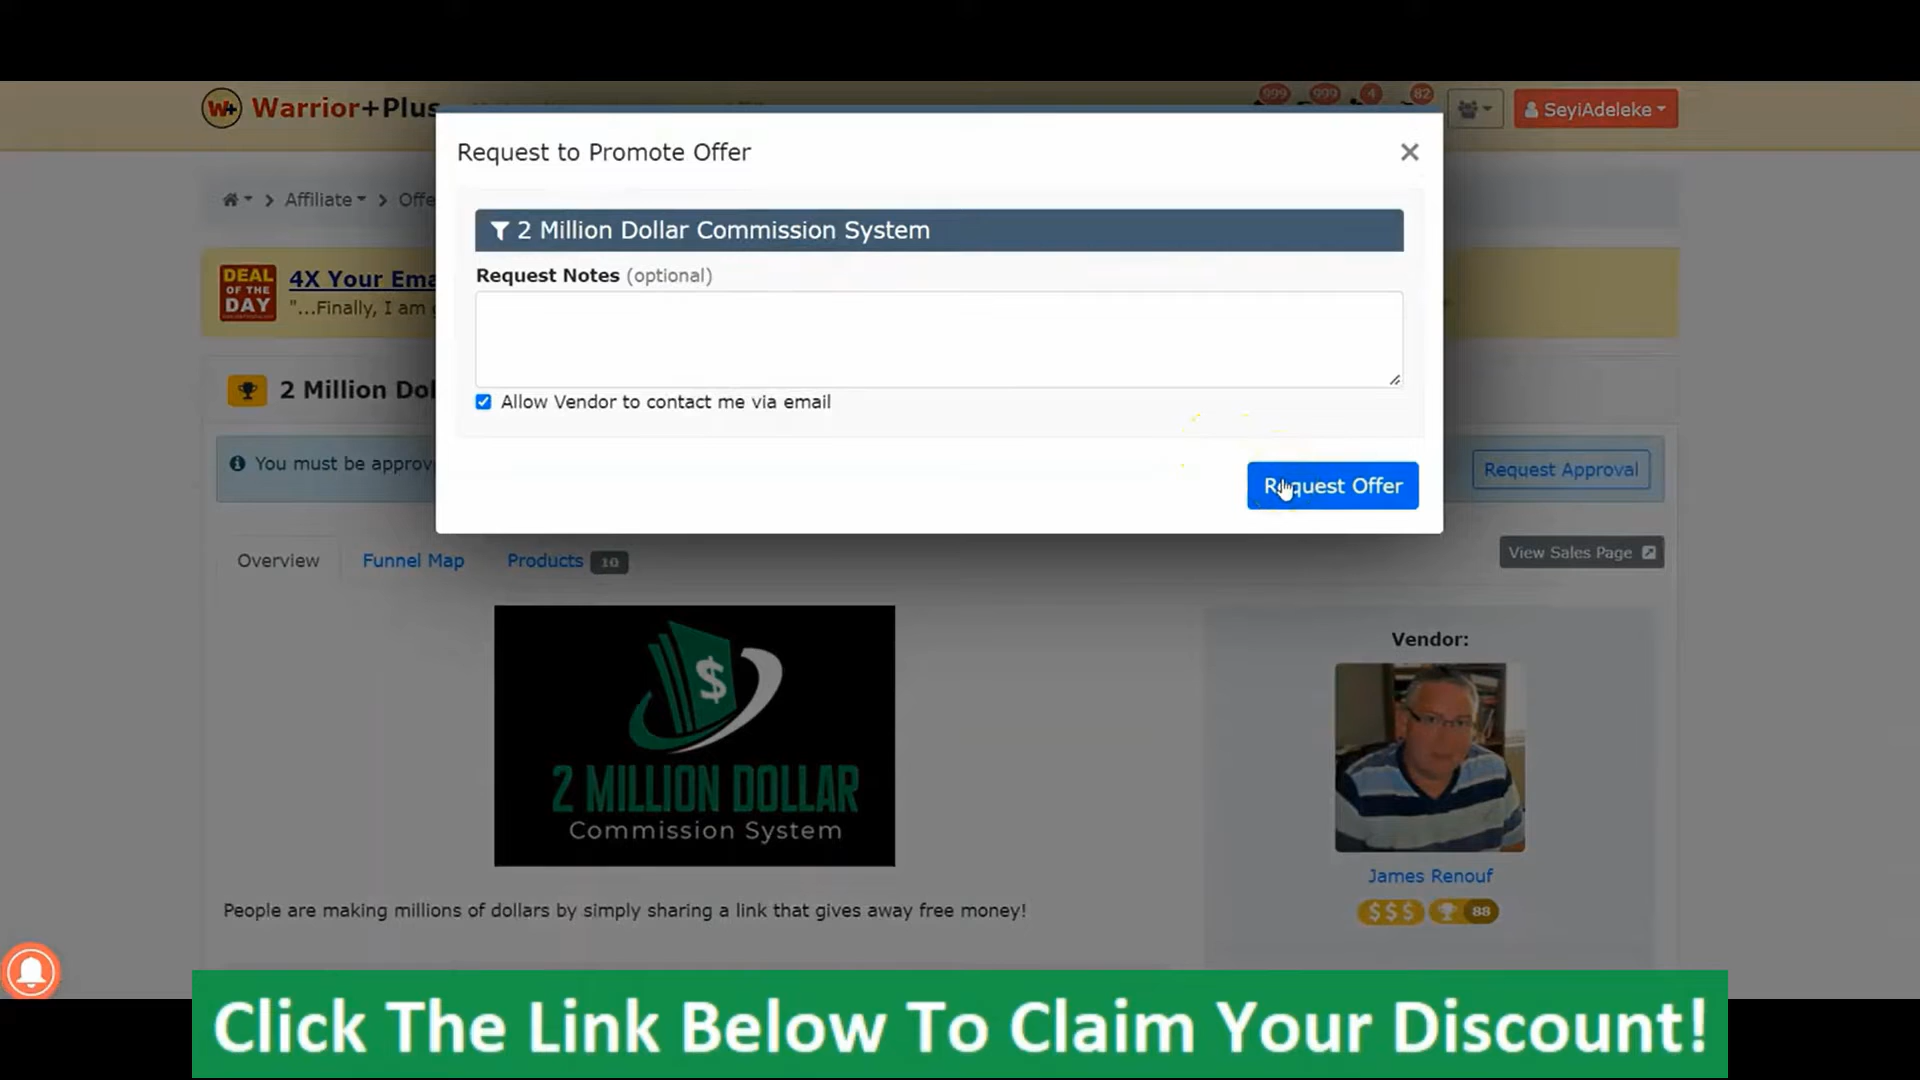 W+ Warrior+Plus
999 999 4 82
SeyiAdeleke
Request to Promote Offer
Affiliate > Offe
2 Million Dollar Commission System
Request Notes (optional)
DEAL OF THE DAY
4X Your Ema
"...Finally, I am
Allow Vendor to contact me via email
2 Million Dol
You must be approv
Request Approval
Request Offer
Overview Funnel Map Products 10
View Sales Page
Vendor:
$
2 MILLION DOLLAR
Commission System
James Renouf
$$$ 88
People are making millions of dollars by simply sharing a link that gives away free money!
Click The Link Below To Claim Your Discount!